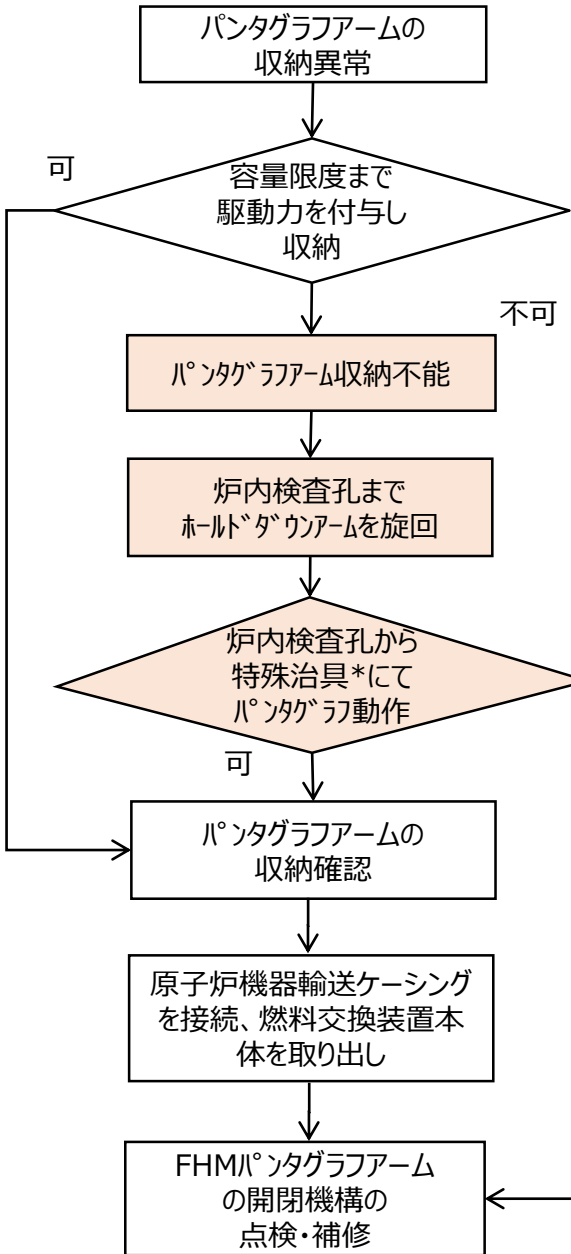 パンタグラフアームの
収納異常
可
容量限度まで
駆動力を付与し
収納
不可
ﾊﾟﾝﾀｸﾞﾗﾌｱｰﾑ収納不能
炉内検査孔まで
ﾎｰﾙﾄﾞﾀﾞｳﾝｱｰﾑを旋回
炉内検査孔から
特殊治具*にて
ﾊﾟﾝﾀｸﾞﾗﾌ動作
可
パンタグラフアームの
収納確認
原子炉機器輸送ケーシング
を接続、燃料交換装置本
体を取り出し
FHMﾊﾟﾝﾀｸﾞﾗﾌｱｰﾑ
の開閉機構の
点検・補修